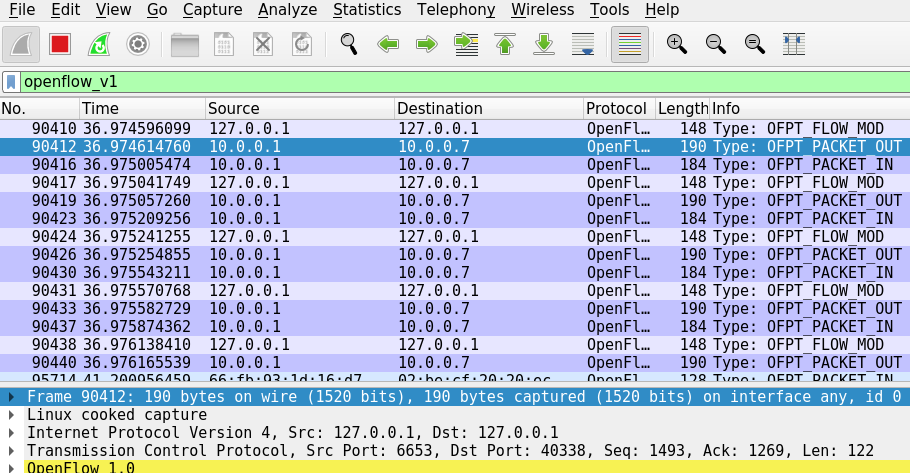 File Edit View Go Capture Analyze Statistics Telephony Wireless Tools Help
openflow_v1
No. Time Source Destination Protocol Length Info
90410 36.974596099 127.0.0.1 127.0.0.1 OpenFl… 148 Type: OFPT_FLOW_MOD
90412 36.974614760 10.0.0.1 10.0.0.7 OpenFl… 190 Type: OFPT_PACKET_OUT
90416 36.975005474 10.0.0.1 10.0.0.7 OpenFl… 184 Type: OFPT_PACKET_IN
90417 36.975041749 127.0.0.1 127.0.0.1 OpenFl… 148 Type: OFPT_FLOW_MOD
90419 36.975057260 10.0.0.1 10.0.0.7 OpenFl… 190 Type: OFPT_PACKET_OUT
90423 36.975209256 10.0.0.1 10.0.0.7 OpenFl… 184 Type: OFPT_PACKET_IN
90424 36.975241255 127.0.0.1 127.0.0.1 OpenFl… 148 Type: OFPT_FLOW_MOD
90426 36.975254855 10.0.0.1 10.0.0.7 OpenFl… 190 Type: OFPT_PACKET_OUT
90430 36.975543211 10.0.0.1 10.0.0.7 OpenFl… 184 Type: OFPT_PACKET_IN
90431 36.975570768 127.0.0.1 127.0.0.1 OpenFl… 148 Type: OFPT_FLOW_MOD
90433 36.975582729 10.0.0.1 10.0.0.7 OpenFl… 190 Type: OFPT_PACKET_OUT
90437 36.975874362 10.0.0.1 10.0.0.7 OpenFl… 184 Type: OFPT_PACKET_IN
90438 36.976138410 127.0.0.1 127.0.0.1 OpenFl… 148 Type: OFPT_FLOW_MOD
90440 36.976165539 10.0.0.1 10.0.0.7 OpenFl… 190 Type: OFPT_PACKET_OUT
95714 41.200956459 OpenFl… 128 Type: OFPT_PACKET_IN
Frame 90412: 190 bytes on wire (1520 bits), 190 bytes captured (1520 bits) on interface any, id 0
Linux cooked capture
Internet Protocol Version 4, Src: 127.0.0.1, Dst: 127.0.0.1
Transmission Control Protocol, Src Port: 6653, Dst Port: 40338, Seq: 1493, Ack: 1269, Len: 122
OpenFlow 1.0